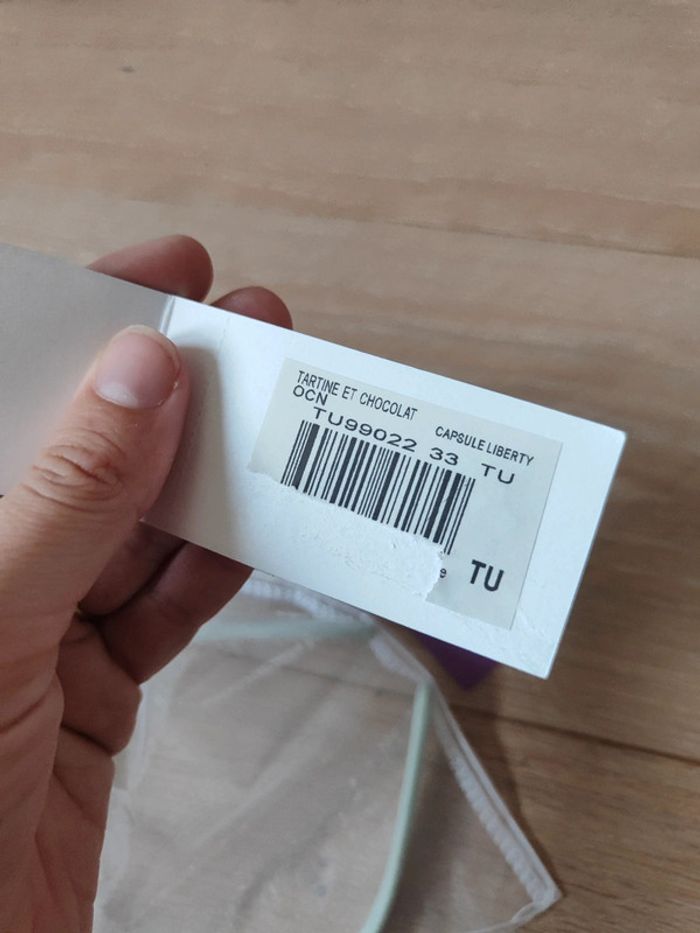 TARTINE ET CHOCOLAT CAPSULE LIBERTY
OCN
TU99022 33 TU
TU